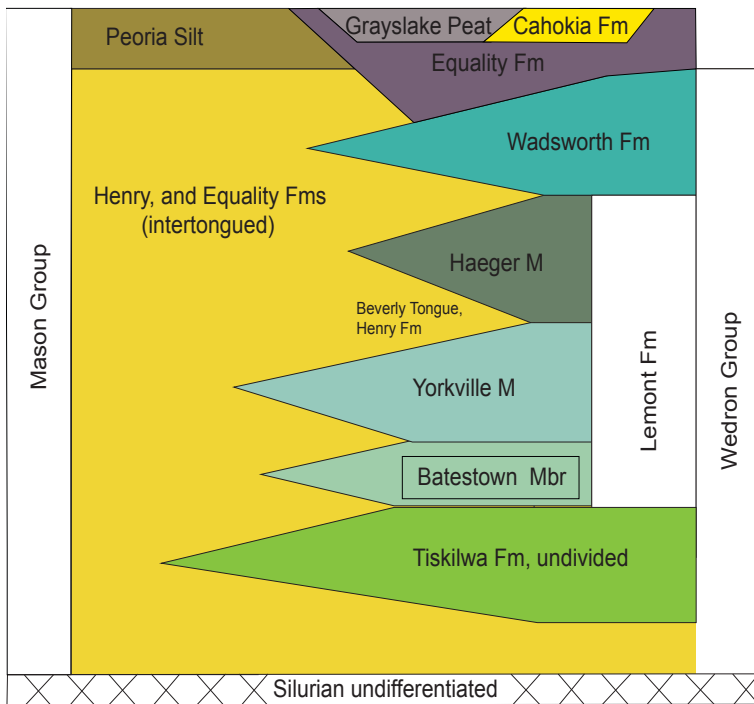 Grayslake Peat
Cahokia Fm
Peoria Silt
Equality Fm
Wadsworth Fm
Henry, and Equality Fms
(intertongued)
Haeger M
Beverly Tongue,
Henry Fm
Yorkville M
Batestown Mbr
Tiskilwa Fm, undivided
Mason Group
Lemont Fm
Wedron Group
Silurian undifferentiated